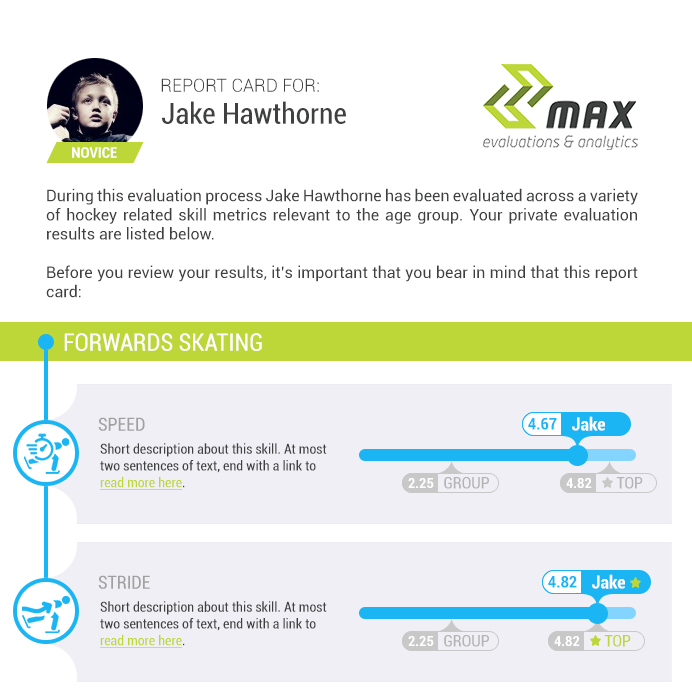 REPORT CARD FOR:
Jake Hawthorne
NOVICE
MAX
evaluations & analytics
During this evaluation process Jake Hawthorne has been evaluated across a variety
of hockey related skill metrics relevant to the age group. Your private evaluation
results are listed below.
Before you review your results, it's important that you bear in mind that this report
card:
FORWARDS SKATING
SPEED
Short description about this skill. At most
two sentences of text, end with a link to
read more here.
4.67 Jake
2.25 GROUP
4.82 TOP
STRIDE
Short description about this skill. At most
two sentences of text, end with a link to
read more here.
4.82 Jake
2.25 GROUP
4.82 TOP